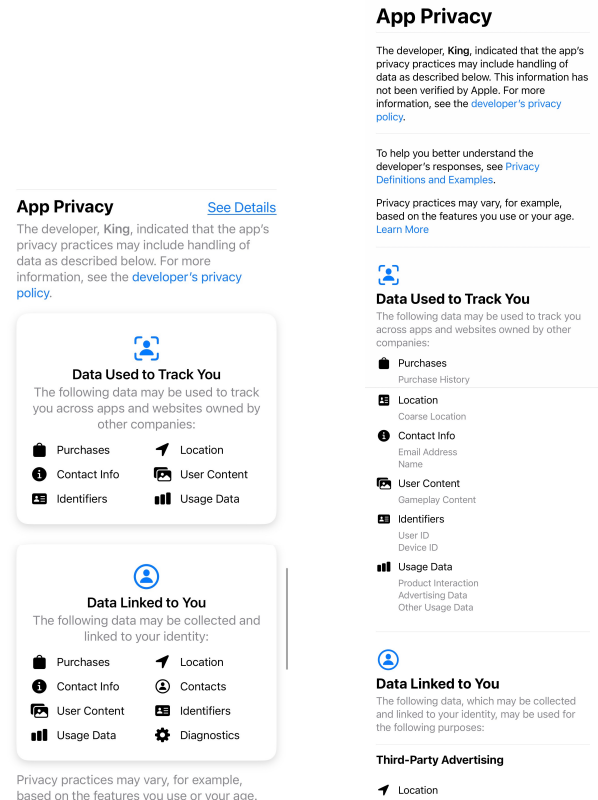 App Privacy
See Details
The developer, King, indicated that the app's
privacy practices may include handling of
data as described below. For more
information, see the developer's privacy
policy.
Data Used to Track You
The following data may be used to track
you across apps and websites owned by
other companies:
Purchases
Location
Contact Info
User Content
Identifiers
Usage Data
Data Linked to You
The following data may be collected and
linked to your identity:
Purchases
Location
Contact Info
Contacts
User Content
Identifiers
Usage Data
Diagnostics
Privacy practices may vary, for example,
based on the features you use or your age.
App Privacy
The developer, King, indicated that the app's
privacy practices may include handling of
data as described below. This information has
not been verified by Apple. For more
information, see the developer's privacy
policy.
To help you better understand the
developer's responses, see Privacy
Definitions and Examples.
Privacy practices may vary, for example,
based on the features you use or your age.
Learn More
Data Used to Track You
The following data may be used to track you
across apps and websites owned by other
companies:
Purchases
Purchase History
Location
Coarse Location
Contact Info
Email Address
Name
User Content
Gameplay Content
Identifiers
User ID
Device ID
Usage Data
Product Interaction
Advertising Data
Other Usage Data
Data Linked to You
The following data, which may be collected
and linked to your identity, may be used for
the following purposes:
Third-Party Advertising
Location